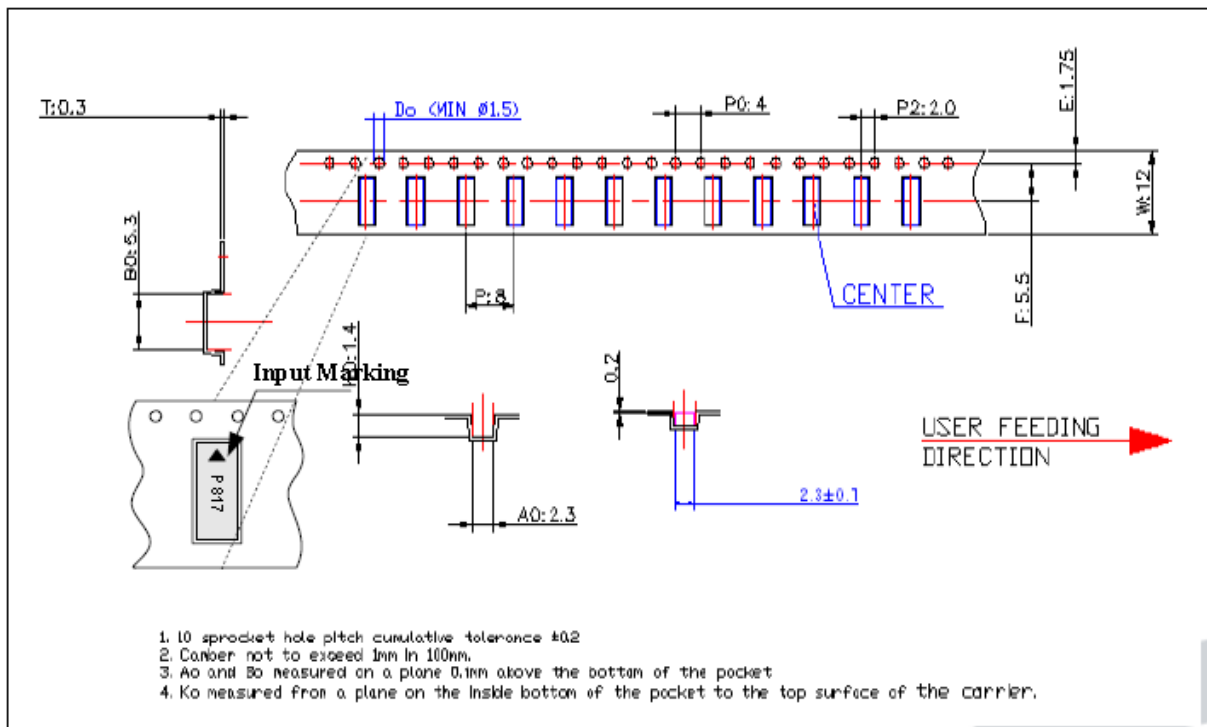 T:0.3
Do (MIN Ø1.5)
P0:4
P2:2.0
E:1.75
W:12
F:5.5
B0:5.3
P:8
CENTER
1.4
0.2
Input Marking
P 817
A0:2.3
2.3±0.1
USER FEEDING
DIRECTION
1. 10 sprocket hole pitch cumulative tolerance ±0.2
2. Camber not to exceed 1mm in 100mm.
3. Ao and Bo measured on a plane 0.1mm above the bottom of the pocket
4. Ko measured from a plane on the inside bottom of the pocket to the top surface of the carrier.